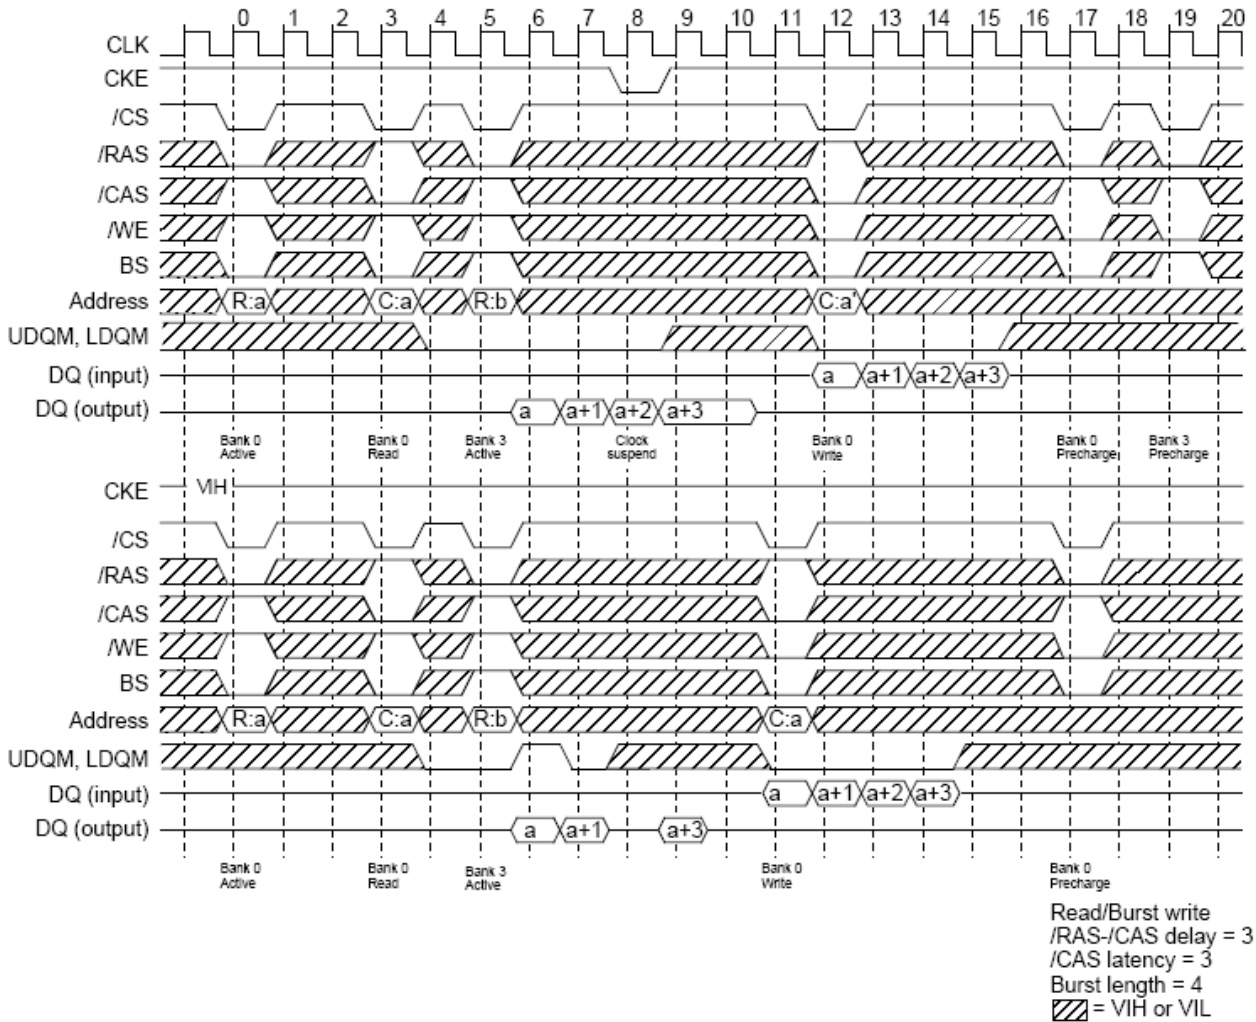 0 1 2 3 4 5 6 7 8 9 10 11 12 13 14 15 16 17 18 19 20
CLK
CKE
/CS
/RAS
/CAS
/WE
BS
Address R:a C:a R:b C:a'
UDQM, LDQM
DQ (input) a a+1 a+2 a+3
DQ (output) a a+1 a+2 a+3
Bank 0 Bank 0 Bank 3 Clock Bank 0 Bank 0 Bank 3
Active Read Active suspend Write Precharge Precharge
CKE VIH
/CS
/RAS
/CAS
/WE
BS
Address R:a C:a R:b C:a
UDQM, LDQM
DQ (input) a a+1 a+2 a+3
DQ (output) a a+1 a+3
Bank 0 Bank 0 Bank 3 Bank 0 Bank 0
Active Read Active Write Precharge
Read/Burst write
/RAS-/CAS delay = 3
/CAS latency = 3
Burst length = 4
= VIH or VIL